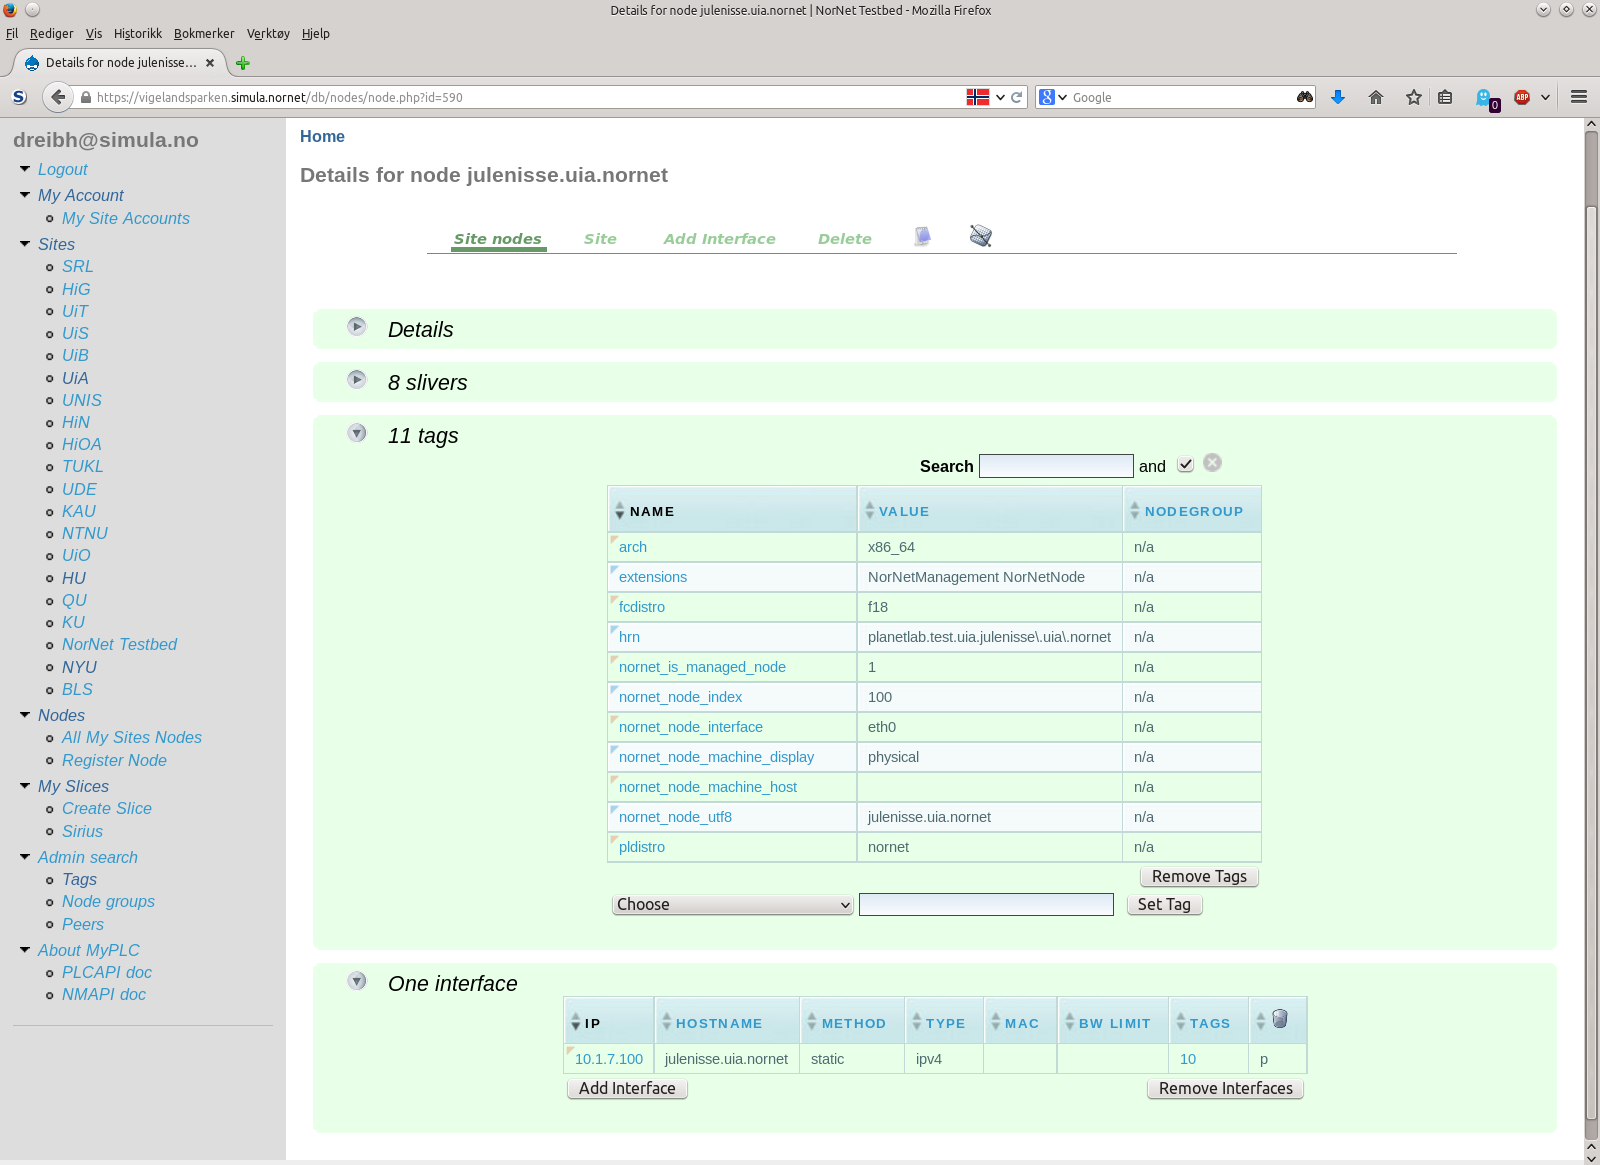 Details for node julenisse.uia.nornet | NorNet Testbed - Mozilla Firefox
Fil Rediger Vis Historikk Bokmerker Verktøy Hjelp
Details for node julenisse...
https://vigelandsparken.simula.nornet/db/nodes/node.php?id=590
Google
0
ABP
dreibh@simula.no
Logout
My Account
My Site Accounts
Sites
SRL
HiG
UiT
UiS
UiB
UiA
UNIS
HiN
HiOA
TUKL
UDE
KAU
NTNU
UiO
HU
QU
KU
NorNet Testbed
NYU
BLS
Nodes
All My Sites Nodes
Register Node
My Slices
Create Slice
Sirius
Admin search
Tags
Node groups
Peers
About MyPLC
PLCAPI doc
NMAPI doc
Home
Details for node julenisse.uia.nornet
Site nodes Site Add Interface Delete
Details
8 slivers
11 tags
Search and
NAME VALUE NODEGROUP
arch x86_64 n/a
extensions NorNetManagement NorNetNode n/a
fcdistro f18 n/a
hrn planetlab.test.uia.julenisse\.uia\.nornet n/a
nornet_is_managed_node 1 n/a
nornet_node_index 100 n/a
nornet_node_interface eth0 n/a
nornet_node_machine_display physical n/a
nornet_node_machine_host n/a
nornet_node_utf8 julenisse.uia.nornet n/a
pldistro nornet n/a
Remove Tags
Choose Set Tag
One interface
IP HOSTNAME METHOD TYPE MAC BW LIMIT TAGS
10.1.7.100 julenisse.uia.nornet static ipv4 10 p
Add Interface Remove Interfaces